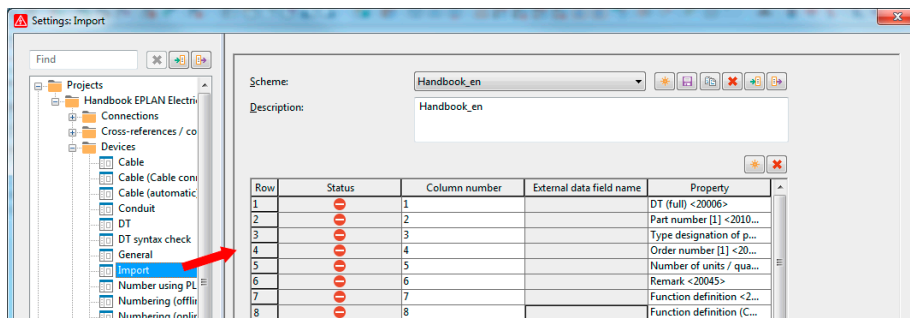 Settings: Import
Find
Projects
Handbook EPLAN Electri
Connections
Cross-references / co
Devices
Cable
Cable (Cable con
Cable (automatic
Conduit
DT
DT syntax check
General
Import
Number using PL
Numbering (offlin
Numbering (onlin
Scheme: Handbook_en
Description: Handbook_en
Row Status Column number External data field name Property
1 1 DT (full) <20006>
2 2 Part number [1] <2010...
3 3 Type designation of p...
4 4 Order number [1] <20...
5 5 Number of units / qua...
6 6 Remark <20045>
7 7 Function definition <2...
8 8 Function definition (C...